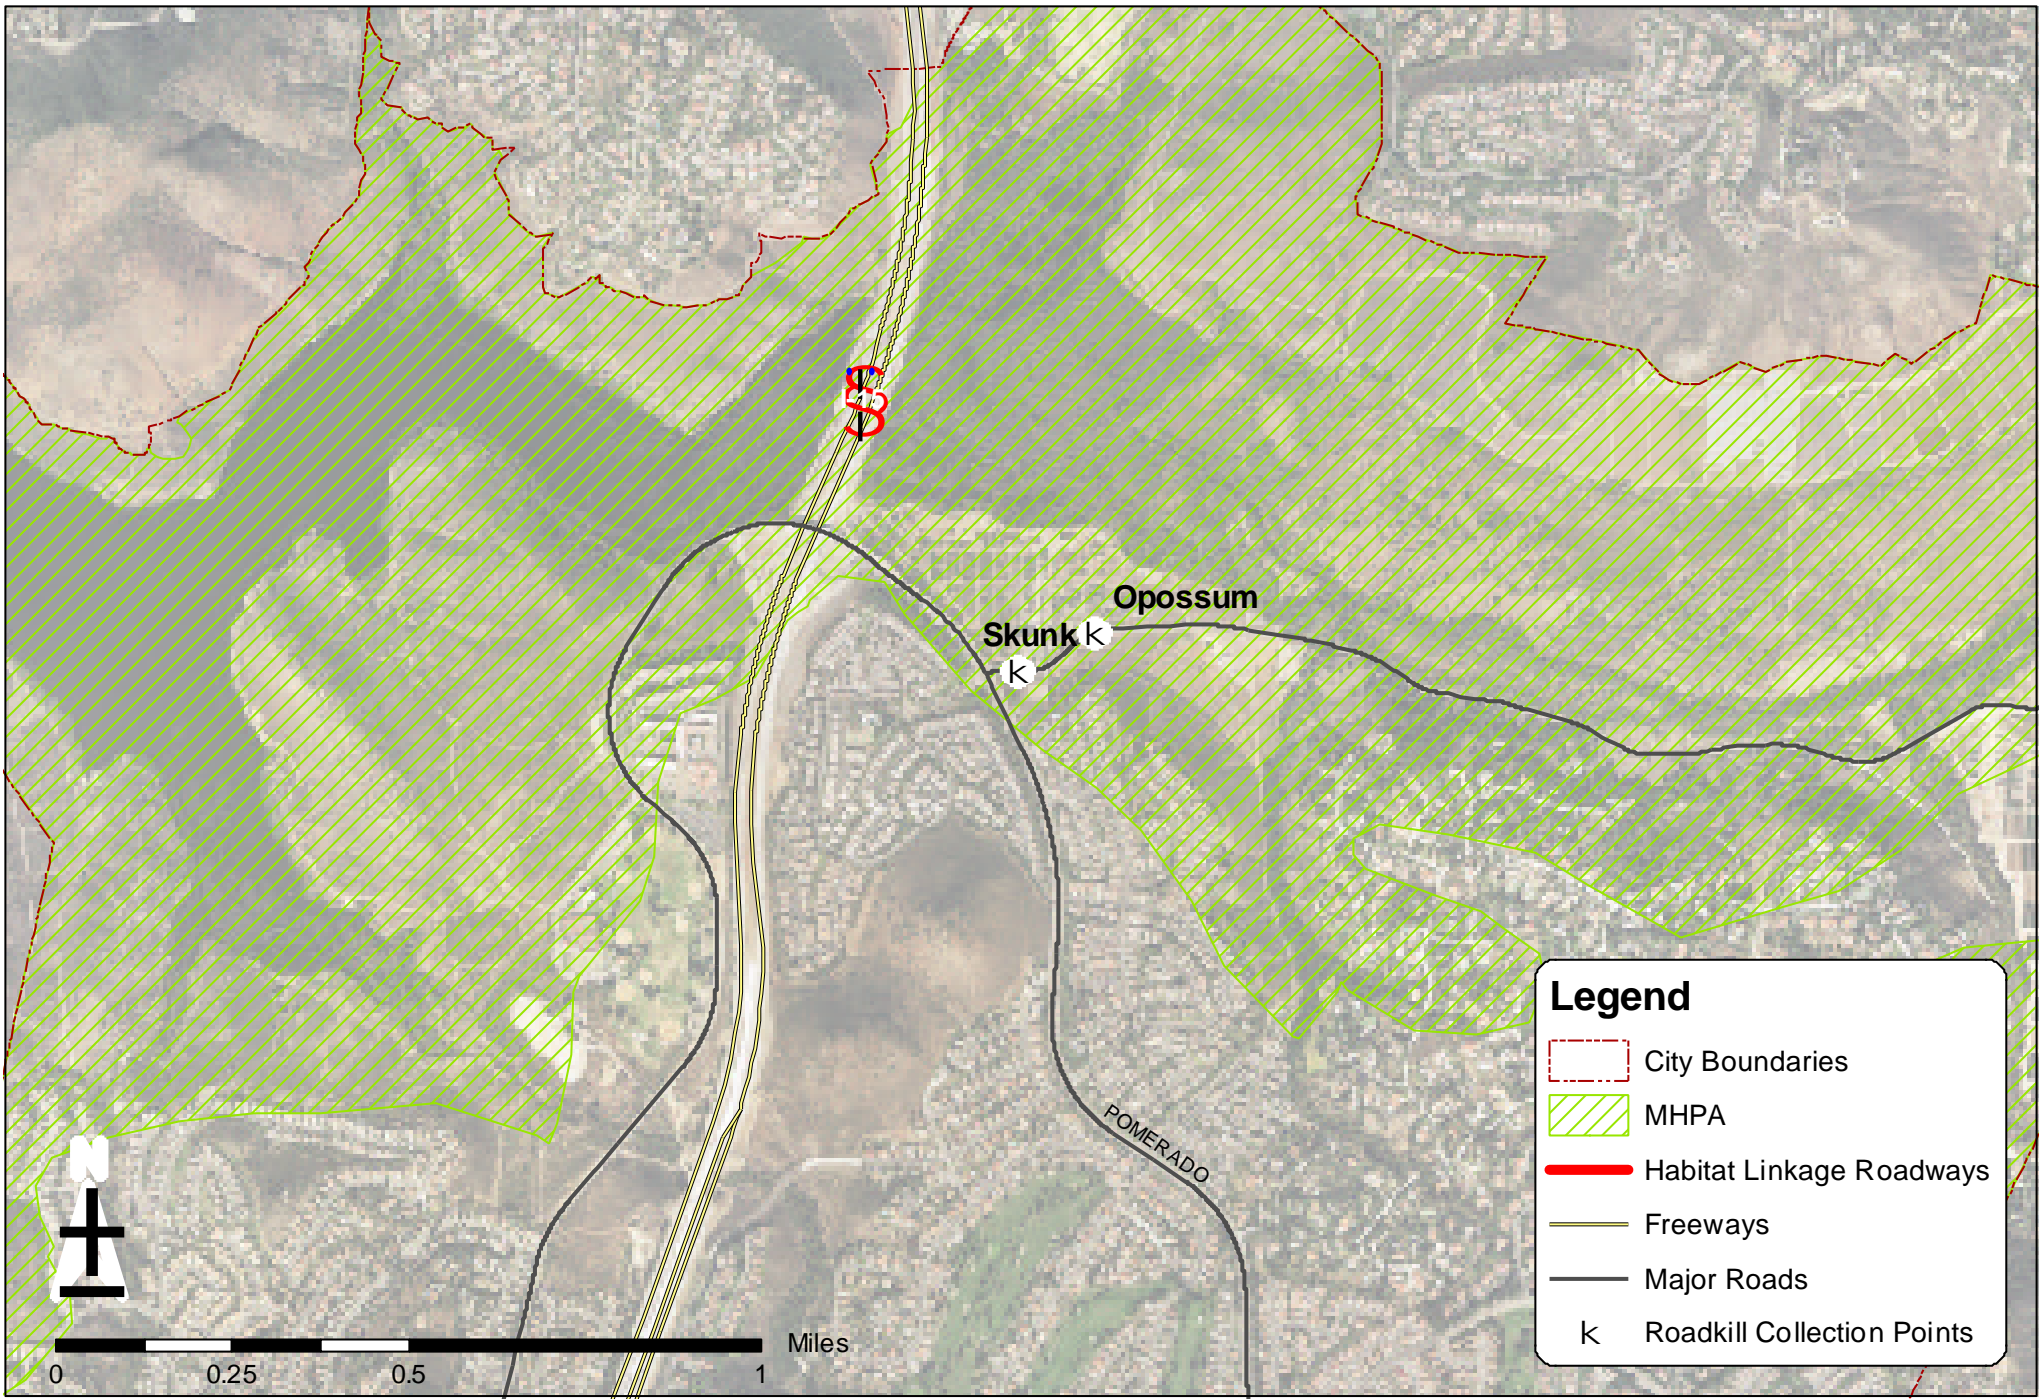 Opossum
Skunk k
k
POMERADO
N
Legend
City Boundaries
MHPA
Habitat Linkage Roadways
Freeways
Major Roads
k Roadkill Collection Points
Miles
0 0.25 0.5 1